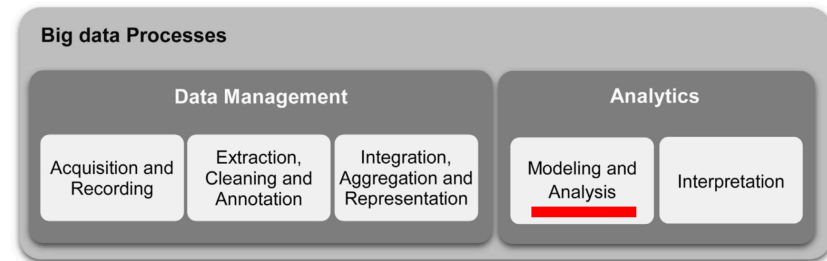 Big data Processes
Data Management
Analytics
Acquisition and
Recording
Extraction,
Cleaning and
Annotation
Integration,
Aggregation and
Representation
Modeling and
Analysis
Interpretation